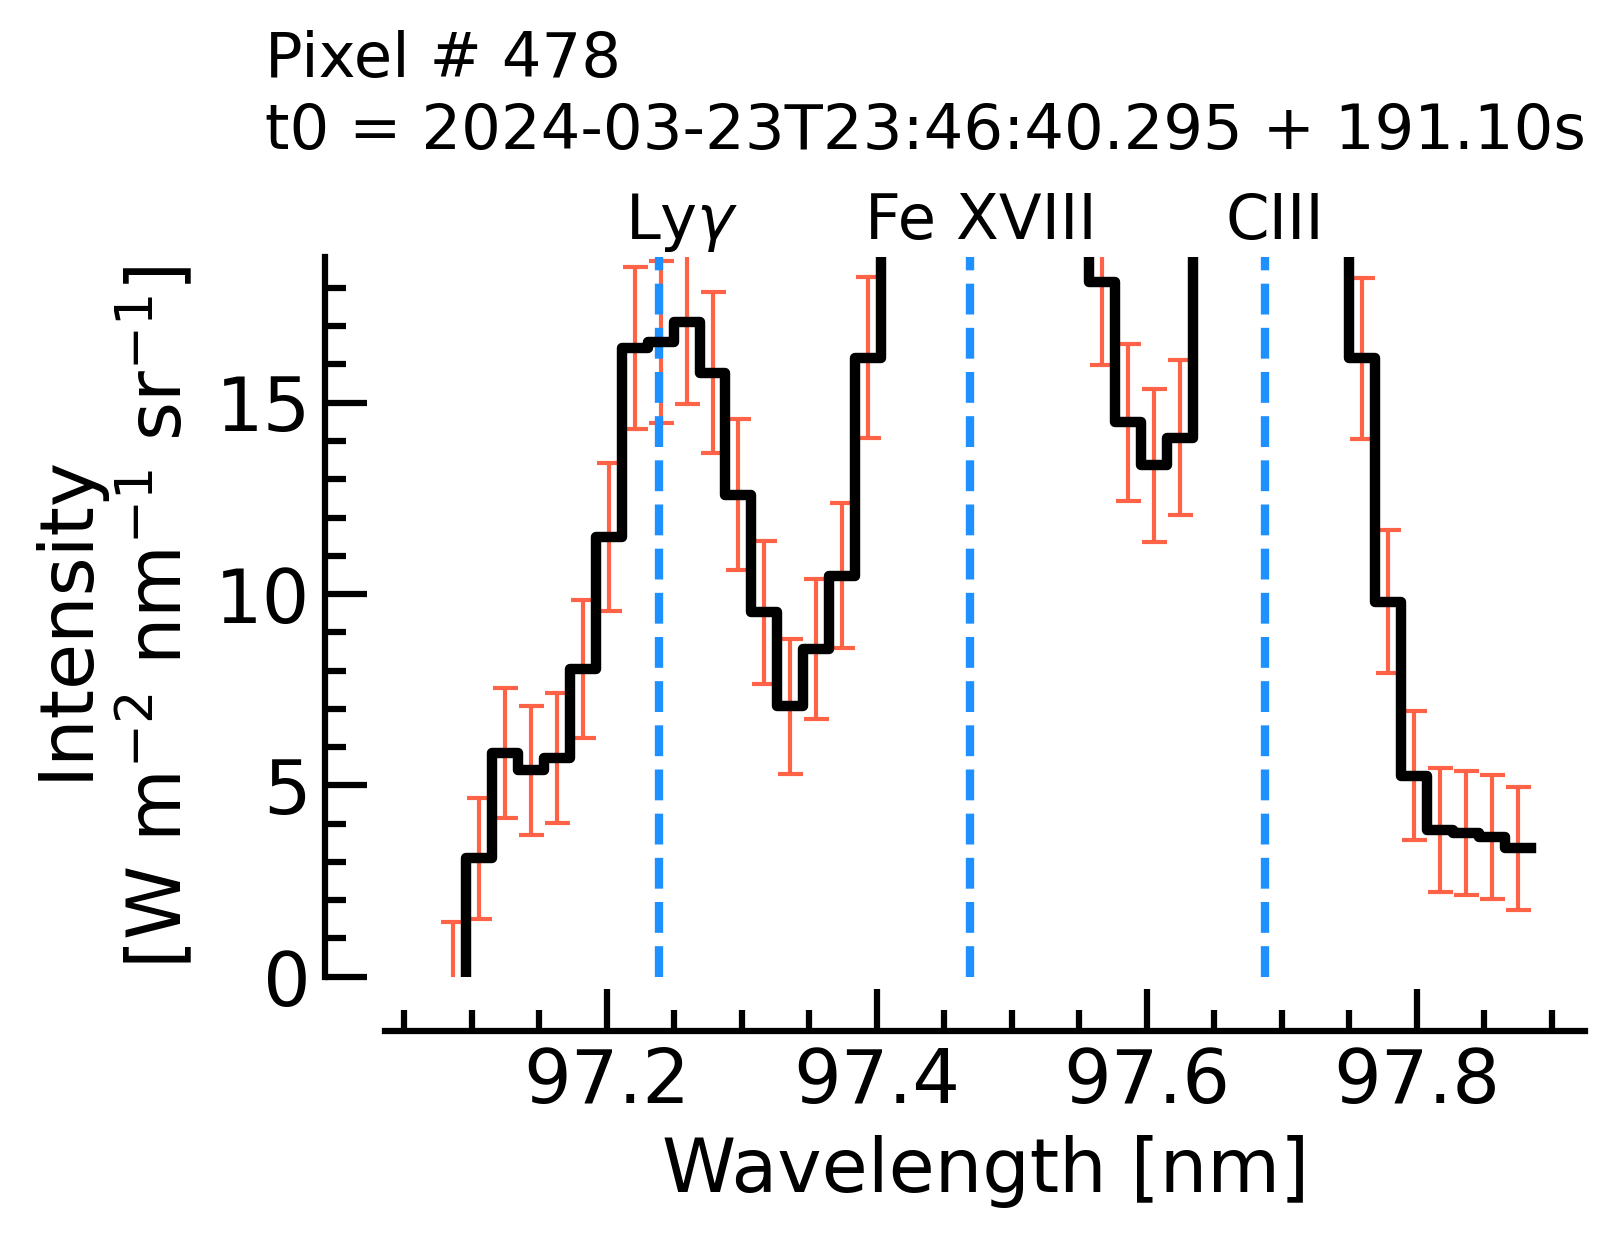 Pixel # 478
t0 = 2024-03-23T23:46:40.295 + 191.10s
Lyγ Fe XVIII CIII
Intensity
[W m⁻² nm⁻¹ sr⁻¹]
15
10
5
0
97.2 97.4 97.6 97.8
Wavelength [nm]